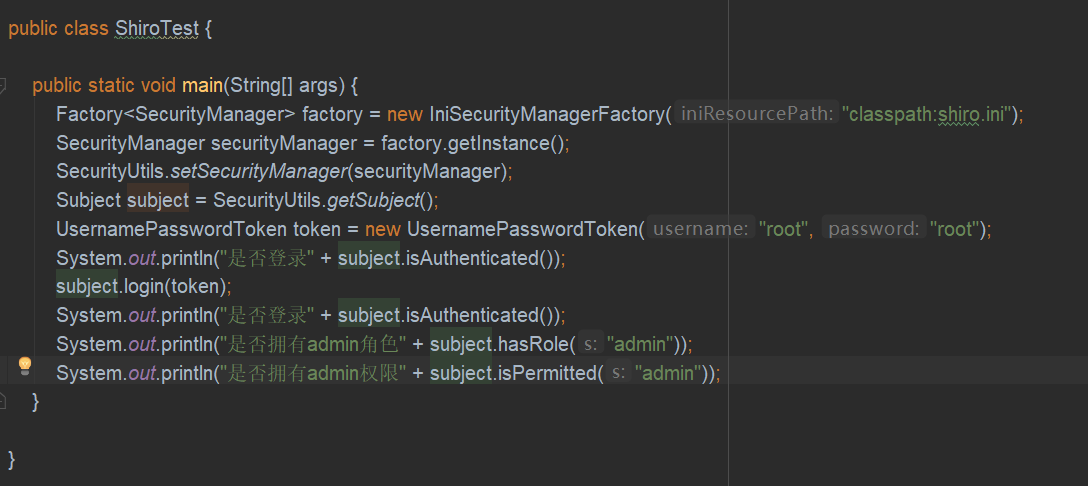 public class ShiroTest {
public static void main(String[] args) {
Factory<SecurityManager> factory = new IniSecurityManagerFactory( iniResourcePath: "classpath:shiro.ini");
SecurityManager securityManager = factory.getInstance();
SecurityUtils.setSecurityManager(securityManager);
Subject subject = SecurityUtils.getSubject();
UsernamePasswordToken token = new UsernamePasswordToken( username: "root", password: "root");
System.out.println("是否登录" + subject.isAuthenticated());
subject.login(token);
System.out.println("是否登录" + subject.isAuthenticated());
System.out.println("是否拥有admin角色" + subject.hasRole( s: "admin"));
System.out.println("是否拥有admin权限" + subject.isPermitted( s: "admin"));
}
}